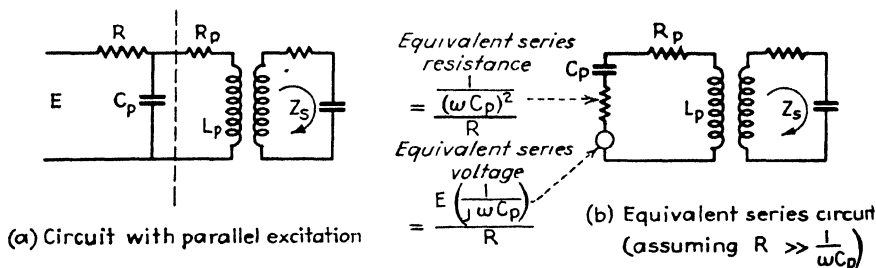 R
Rp
E
Cp
Lp
Zs
(a) Circuit with parallel excitation
Equivalent series
resistance
= 1/(ωCp)²
R
Equivalent series
voltage
= E (1/jωCp)
R
Cp
Rp
Lp
Zs
(b) Equivalent series circuit
(assuming R >> 1/ωCp)